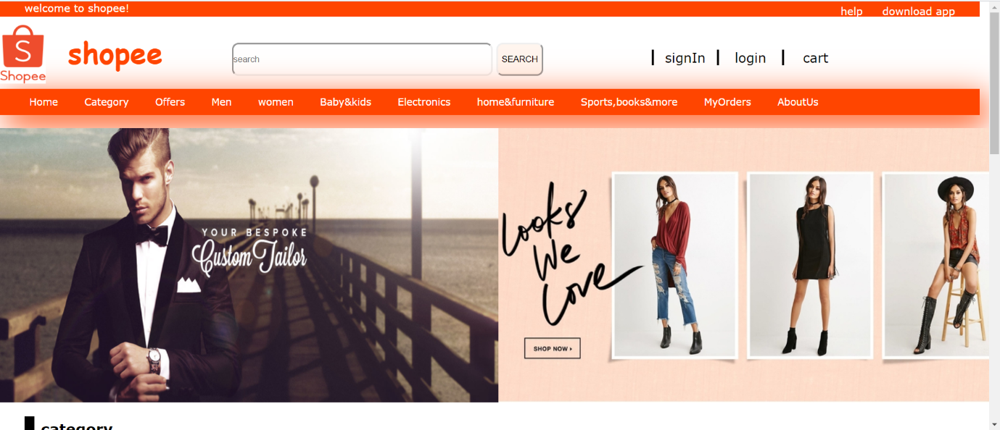 welcome to shopee!
help download app
S
Shopee
shopee
search
SEARCH
signIn
login
cart
Home Category Offers Men women Baby&kids Electronics home&furniture Sports,books&more MyOrders AboutUs
YOUR BESPOKE
Custom Tailor
Looks
We
Love
SHOP NOW
category